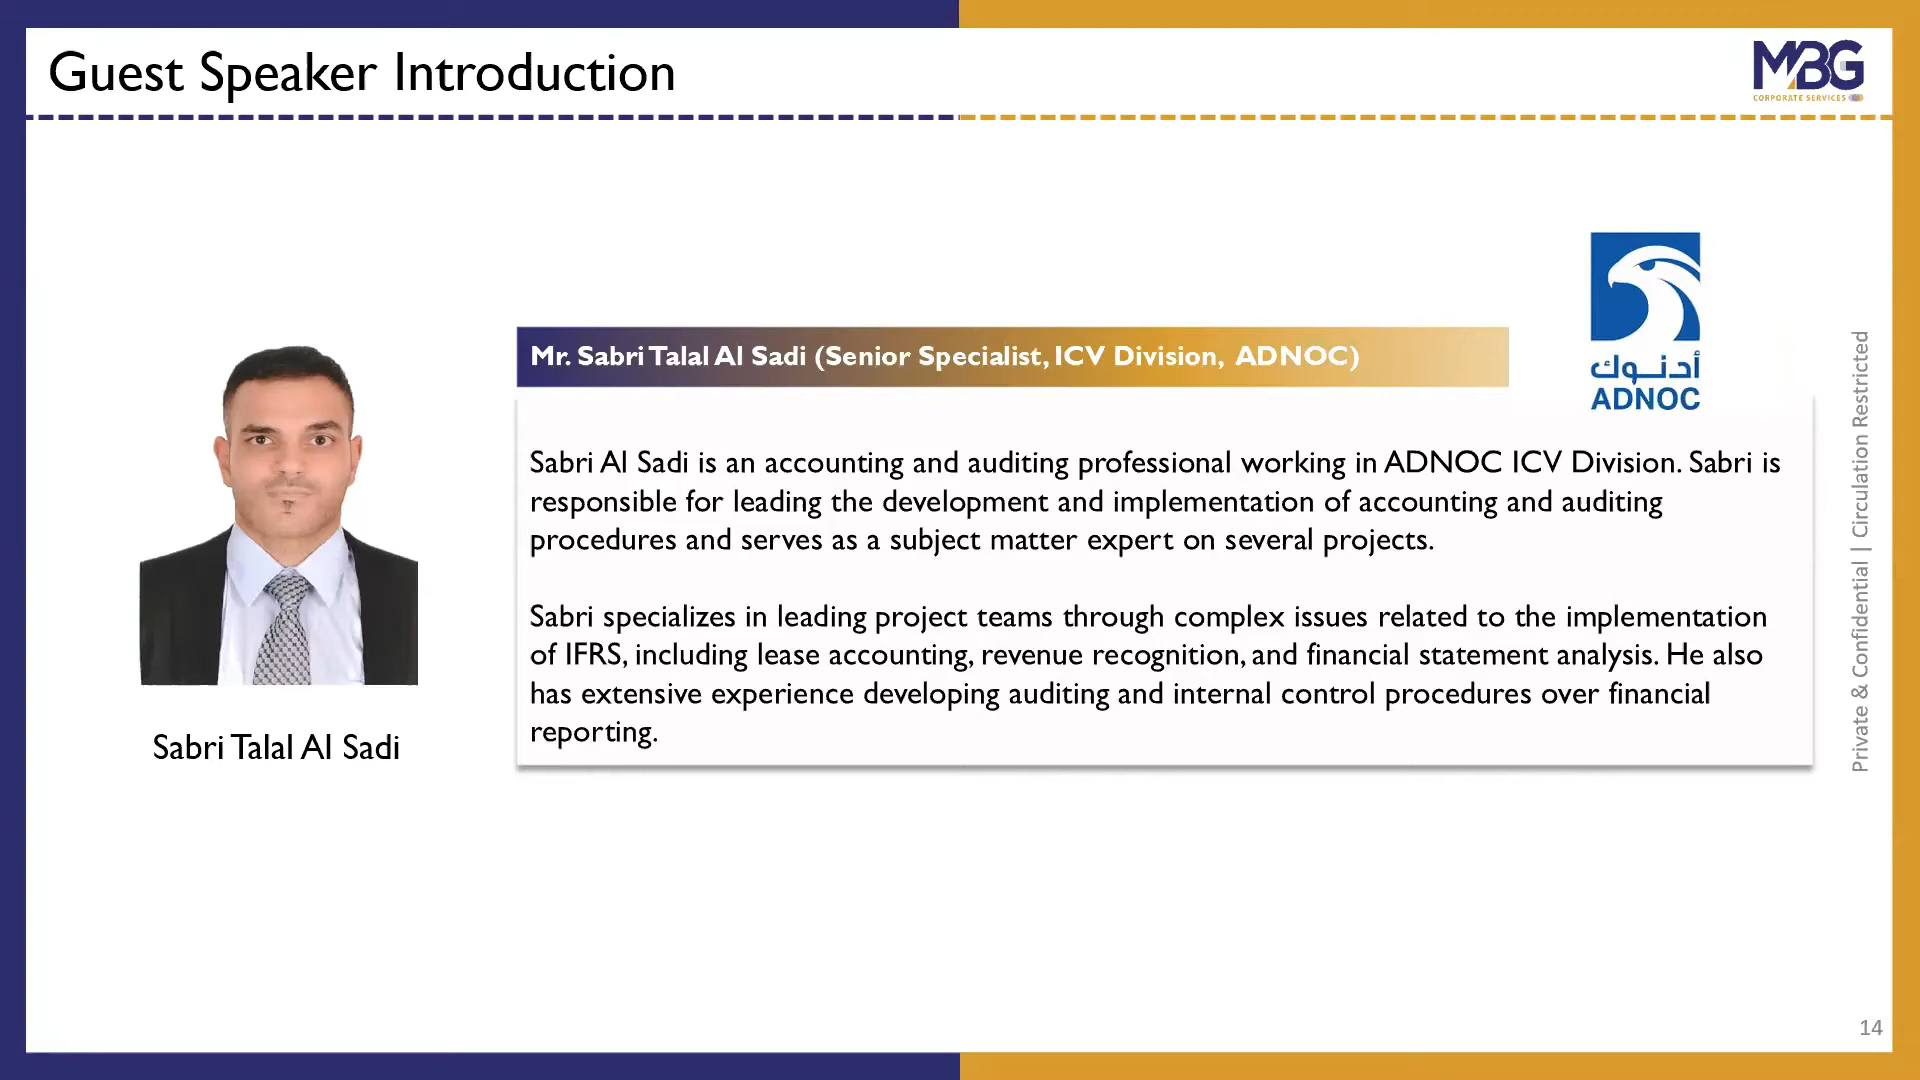 Guest Speaker Introduction
MBG
CORPORATE SERVICES
أدنوك
ADNOC
Mr. Sabri Talal Al Sadi (Senior Specialist, ICV Division, ADNOC)
Sabri Al Sadi is an accounting and auditing professional working in ADNOC ICV Division. Sabri is
responsible for leading the development and implementation of accounting and auditing
procedures and serves as a subject matter expert on several projects.
Sabri specializes in leading project teams through complex issues related to the implementation
of IFRS, including lease accounting, revenue recognition, and financial statement analysis. He also
has extensive experience developing auditing and internal control procedures over financial
reporting.
Sabri Talal Al Sadi
Private & Confidential | Circulation Restricted
14